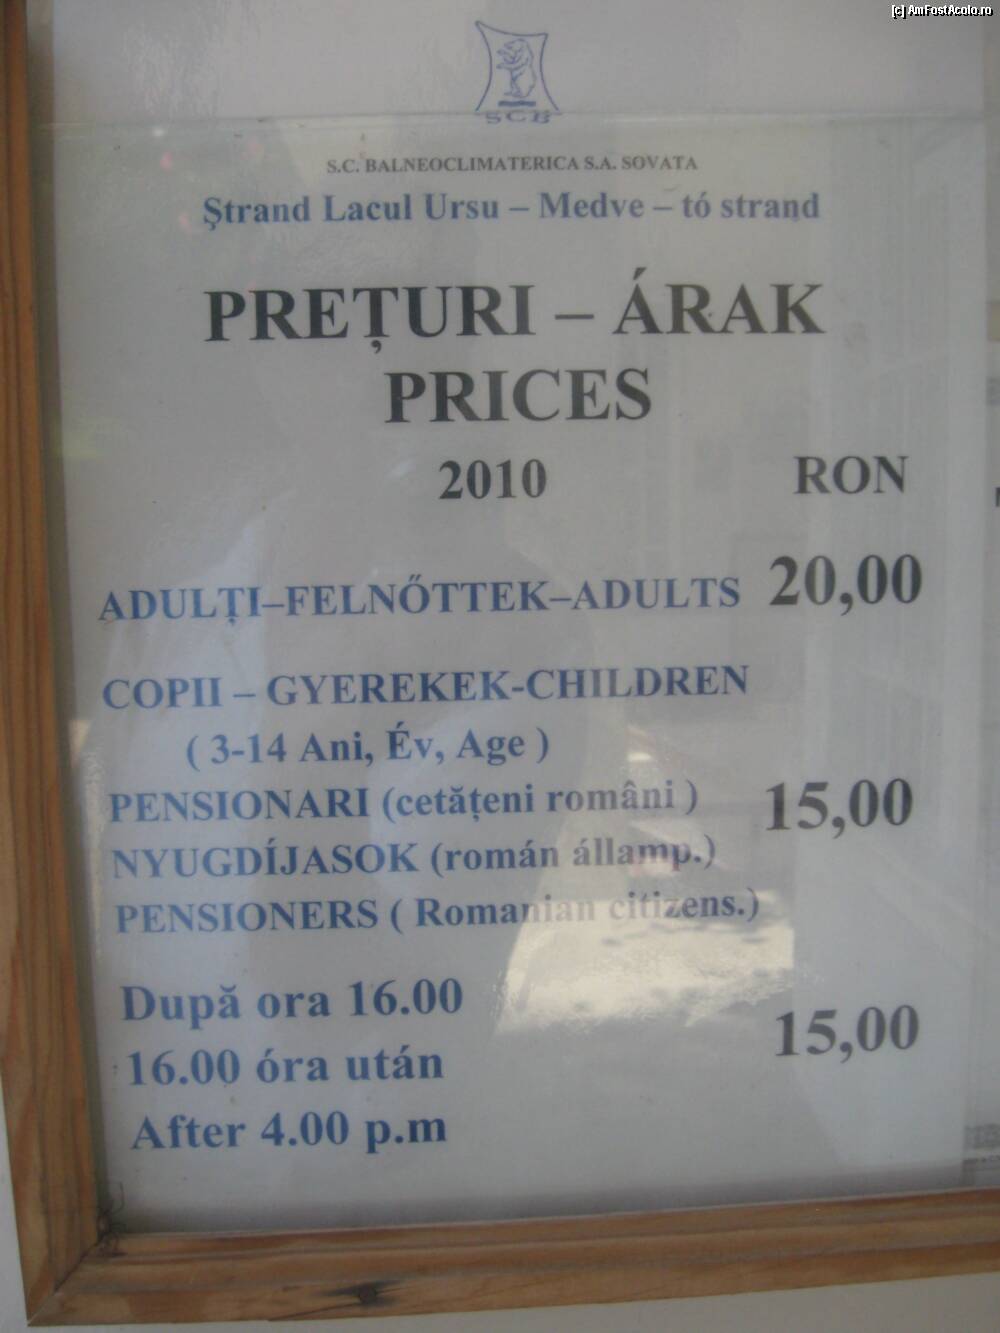 [c] AmFostAcolo.ro
SCB
S.C. BALNEOCLIMATERICA S.A. SOVATA
Ştrand Lacul Ursu – Medve – tó strand
PREŢURI – ÁRAK
PRICES
2010 RON
ADULŢI–FELNŐTTEK–ADULTS 20,00
COPII – GYEREKEK-CHILDREN
( 3-14 Ani, Év, Age )
PENSIONARI (cetăţeni români ) 15,00
NYUGDÍJASOK (román államp.)
PENSIONERS ( Romanian citizens.)
După ora 16.00
16.00 óra után 15,00
After 4.00 p.m